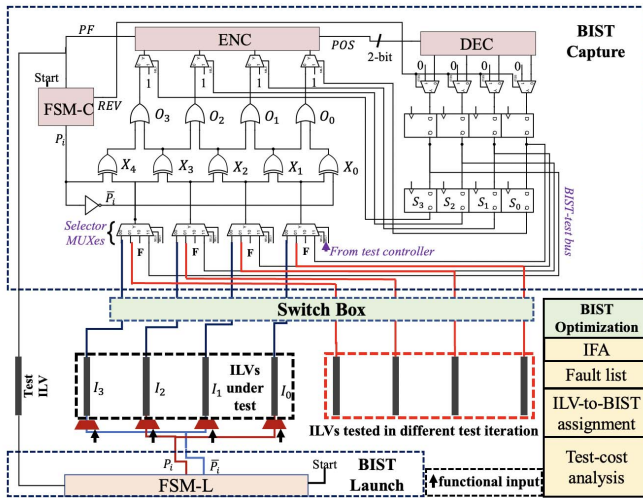 PF
ENC
POS
2-bit
DEC
BIST
Capture
Start
FSM-C
REV
1
1
1
1
0
0
0
0
O3
O2
O1
O0
Pi
X4
X3
X2
X1
X0
P̅i
S3
S2
S1
S0
BIST-test bus
Selector
MUXes
F
F
F
F
From test controller
Switch Box
BIST
Optimization
IFA
Fault list
ILV-to-BIST
assignment
Test-cost
analysis
Test
ILV
I3
I2
I1
I0
ILVs
under
test
ILVs tested in different test iteration
Pi
P̅i
Start
FSM-L
BIST
Launch
functional input